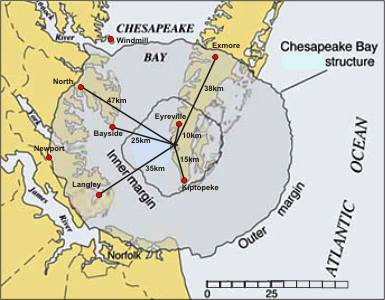 CHESAPEAKE
BAY
River
Windmill
Exmore
Chesapeake Bay
structure
North
47km
38km
Eyreville
Bayside
10km
25km
Newport
Inner margin
35km
15km
Langley
Kiptopeke
James
River
Outer margin
Norfolk
ATLANTIC OCEAN
0 25